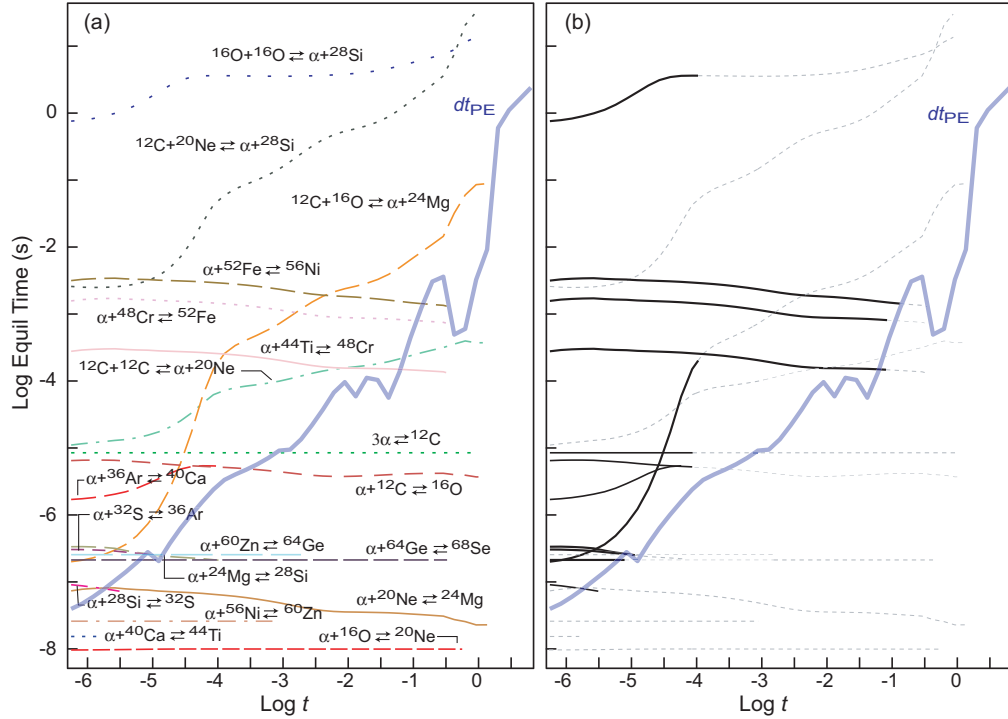 (a)
(b)
¹⁶O+¹⁶O ⇄ α+²⁸Si
dtPE
dtPE
¹²C+²⁰Ne ⇄ α+²⁸Si
¹²C+¹⁶O ⇄ α+²⁴Mg
α+⁵²Fe ⇄ ⁵⁶Ni
α+⁴⁸Cr ⇄ ⁵²Fe
α+⁴⁴Ti ⇄ ⁴⁸Cr
¹²C+¹²C ⇄ α+²⁰Ne
3α ⇄ ¹²C
α+³⁶Ar ⇄ ⁴⁰Ca
α+¹²C ⇄ ¹⁶O
α+³²S ⇄ ³⁶Ar
α+⁶⁰Zn ⇄ ⁶⁴Ge
α+⁶⁴Ge ⇄ ⁶⁸Se
α+²⁴Mg ⇄ ²⁸Si
α+²⁸Si ⇄ ³²S
α+²⁰Ne ⇄ ²⁴Mg
α+⁵⁶Ni ⇄ ⁶⁰Zn
α+⁴⁰Ca ⇄ ⁴⁴Ti
α+¹⁶O ⇄ ²⁰Ne
Log Equil Time (s)
0
-2
-4
-6
-8
-6 -5 -4 -3 -2 -1 0
-6 -5 -4 -3 -2 -1 0
Log t
Log t